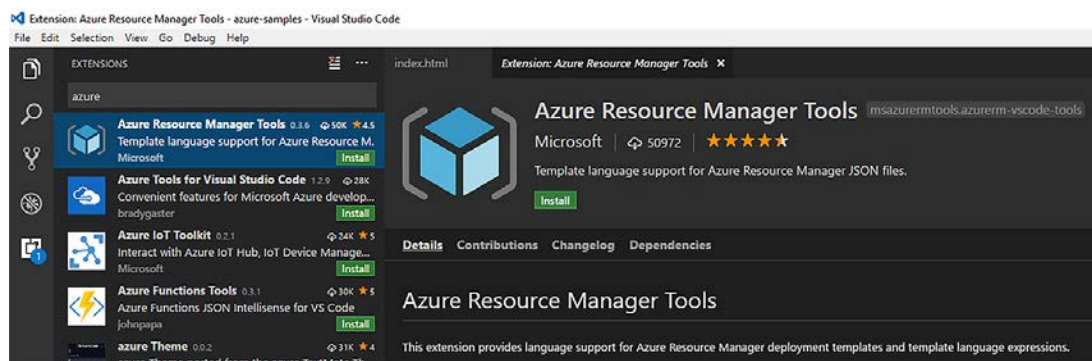 Extension: Azure Resource Manager Tools - azure-samples - Visual Studio Code
File Edit Selection View Go Debug Help
EXTENSIONS
azure
Azure Resource Manager Tools 0.3.6 50K 4.5
Template language support for Azure Resource M.
Microsoft Install
Azure Tools for Visual Studio Code 1.2.9 28K
Convenient features for Microsoft Azure develop...
bradygaster Install
Azure IoT Toolkit 0.2.1 24K 5
Interact with Azure IoT Hub, IoT Device Manage...
Microsoft Install
Azure Functions Tools 0.3.1 30K 5
Azure Functions JSON Intellisense for VS Code
johnpapa Install
azure Theme 0.0.2 31K 4
1
index.html Extension: Azure Resource Manager Tools
Azure Resource Manager Tools msazurermtools.azurerm-vscode-tools
Microsoft 50972
Template language support for Azure Resource Manager JSON files.
Install
Details Contributions Changelog Dependencies
Azure Resource Manager Tools
This extension provides language support for Azure Resource Manager deployment templates and template language expressions.